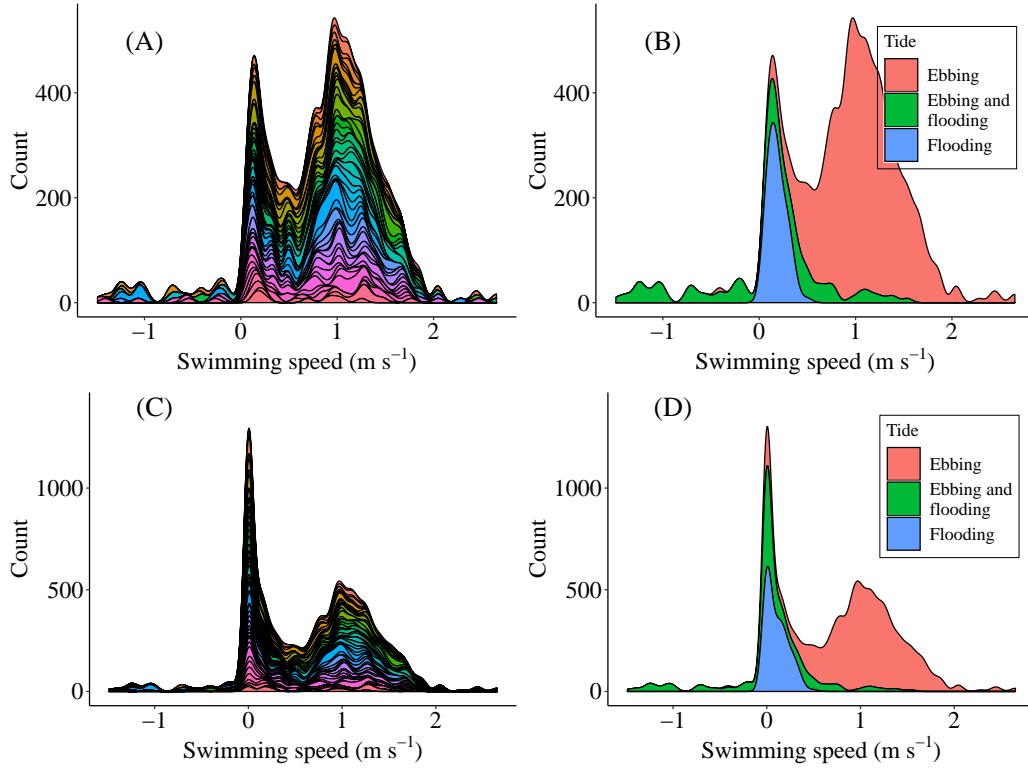 (A)
Count
400
200
0
−1
0
1
2
Swimming speed (m s⁻¹)
(B)
Count
400
200
0
−1
0
1
2
Swimming speed (m s⁻¹)
Tide
Ebbing
Ebbing and
flooding
Flooding
(C)
Count
1000
500
0
−1
0
1
2
Swimming speed (m s⁻¹)
(D)
Count
1000
500
0
−1
0
1
2
Swimming speed (m s⁻¹)
Tide
Ebbing
Ebbing and
flooding
Flooding